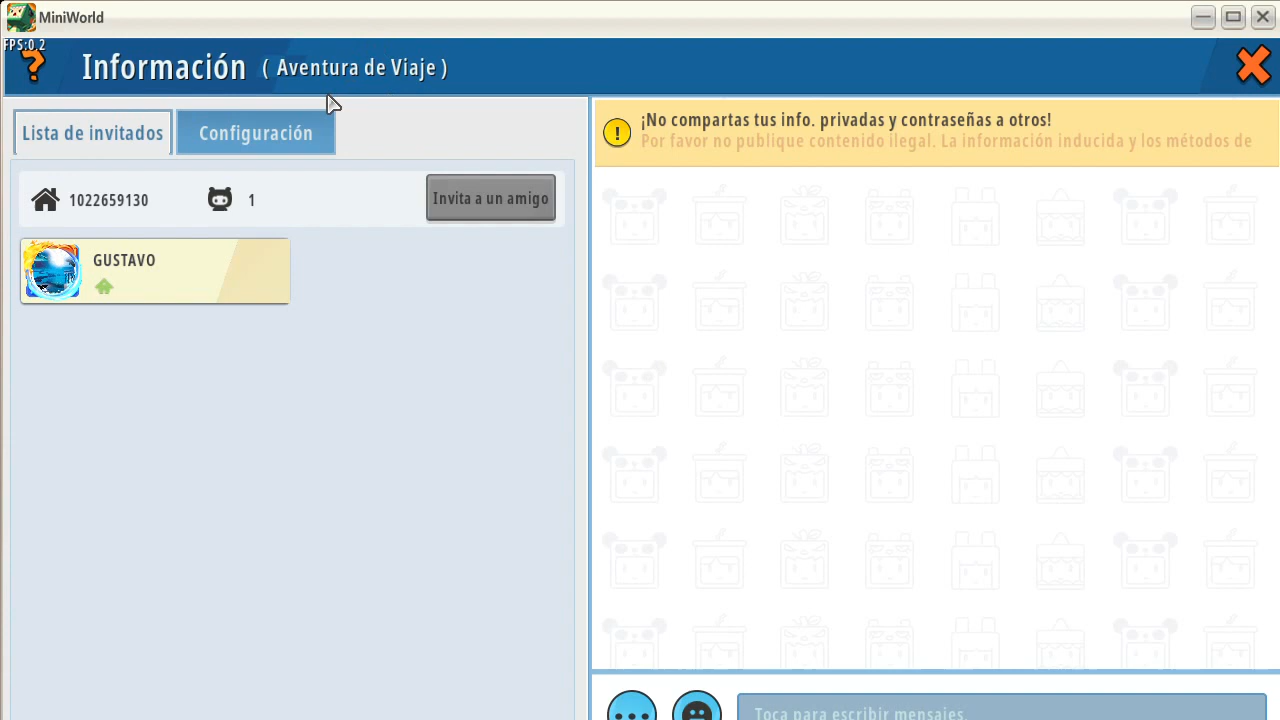 MiniWorld
FPS:0 2
Información ( Aventura de Viaje )
Lista de invitados
Configuración
1022659130
1
Invita a un amigo
GUSTAVO
¡No compartas tus info. privadas y contraseñas a otros!
Por favor no publique contenido ilegal. La información inducida y los métodos de
Toca para escribir mensajes.